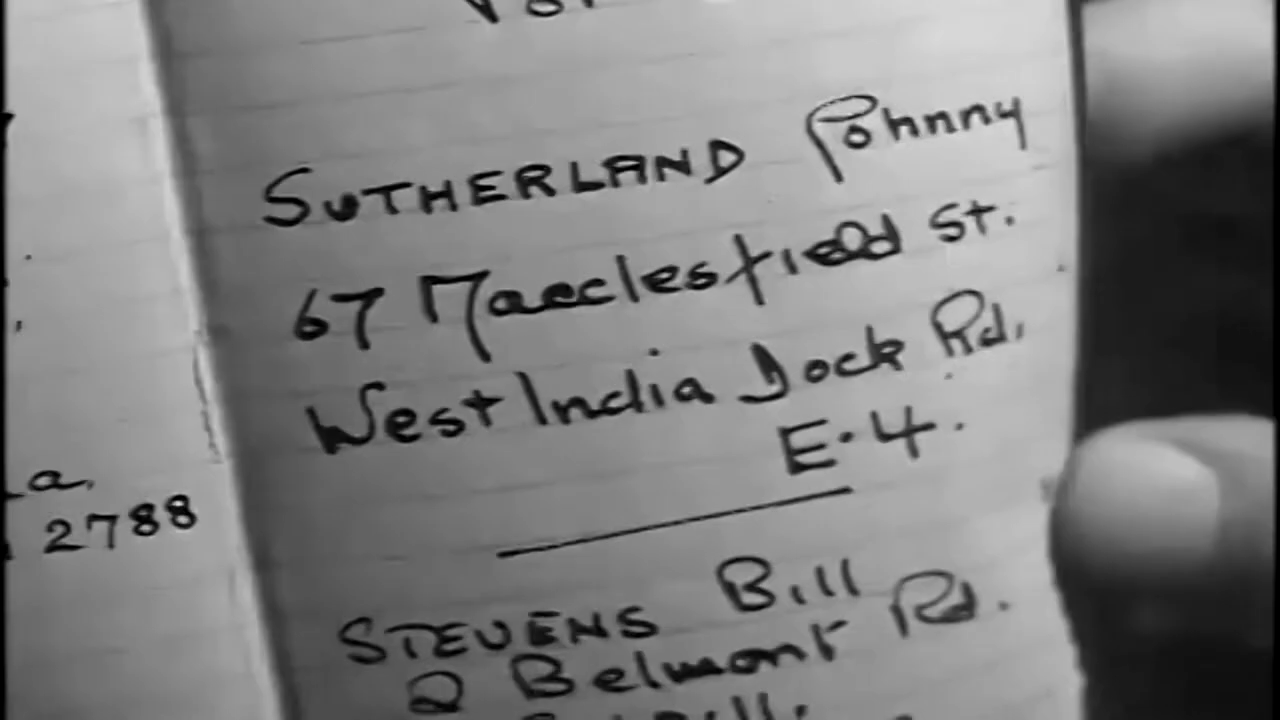 SUTHERLAND Johnny
67 Macclesfield St.
West India Dock Rd.
E.4.
a.
2788
STEVENS Bill
2 Belmont Rd.